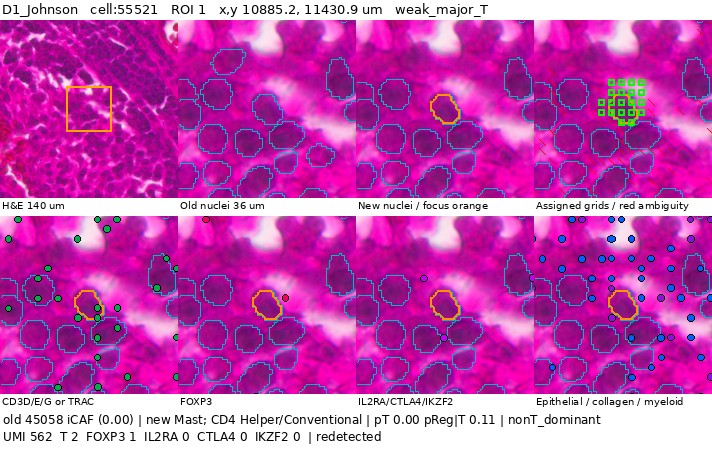 D1_Johnson cell:55521 ROI 1 x,y 10885.2, 11430.9 um weak_major_T
H&E 140 um
Old nuclei 36 um
New nuclei / focus orange
Assigned grids / red ambiguity
CD3D/E/G or TRAC
FOXP3
IL2RA/CTLA4/IKZF2
Epithelial / collagen / myeloid
old 45058 iCAF (0.00) | new Mast; CD4 Helper/Conventional | pT 0.00 pReg|T 0.11 | nonT_dominant
UMI 562 T 2 FOXP3 1 IL2RA 0 CTLA4 0 IKZF2 0 | redetected